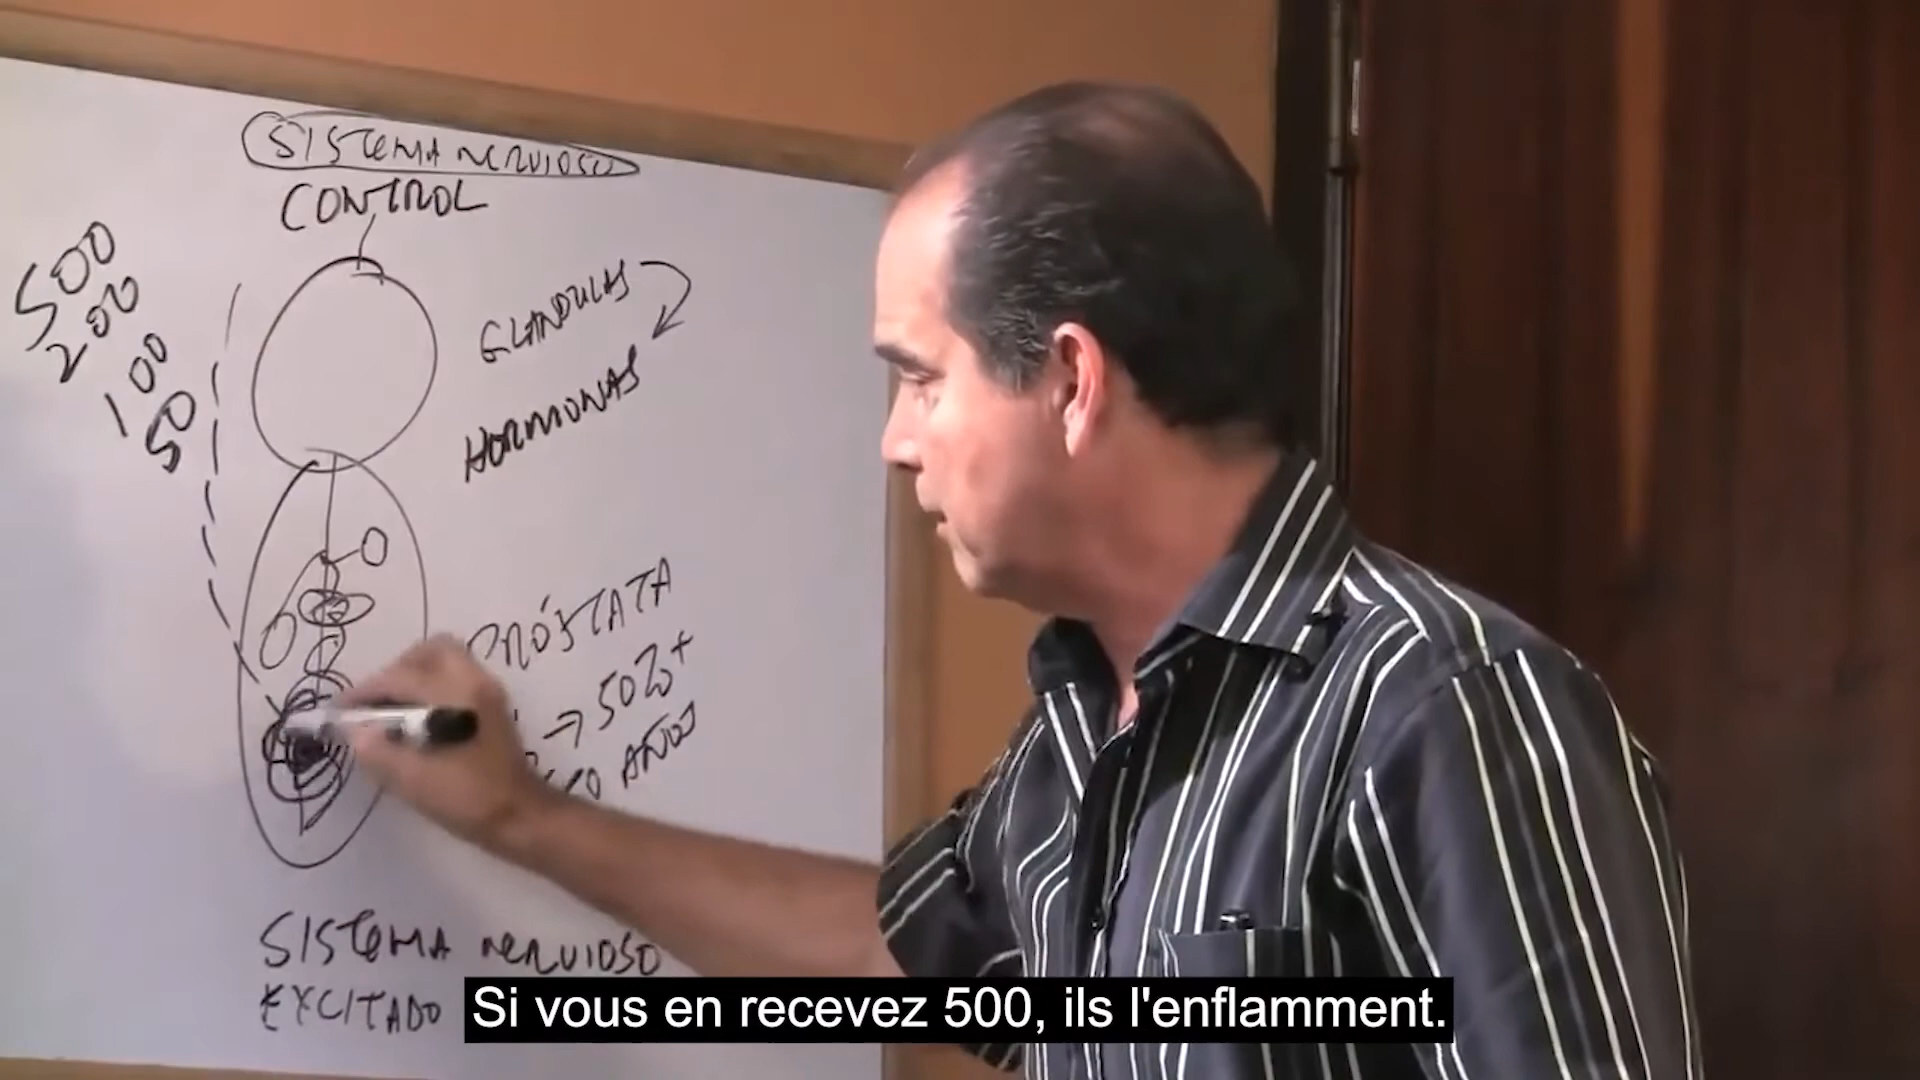 SISTEMA NERVIOSO
CONTROL
500
200
100
50
GLANDULAS
HORMONAS
PRÓSTATA
→ 50% +
AÑOS
SISTEMA NERVIOSO
EXCITADO
Si vous en recevez 500, ils l'enflamment.